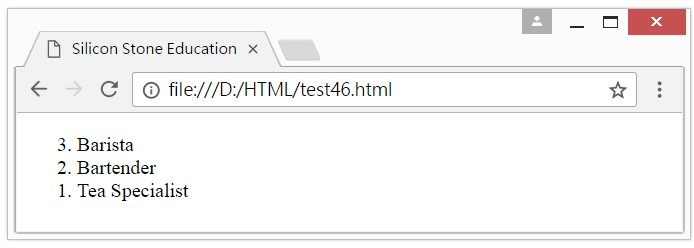 Silicon Stone Education
file:///D:/HTML/test46.html
3. Barista
2. Bartender
1. Tea Specialist